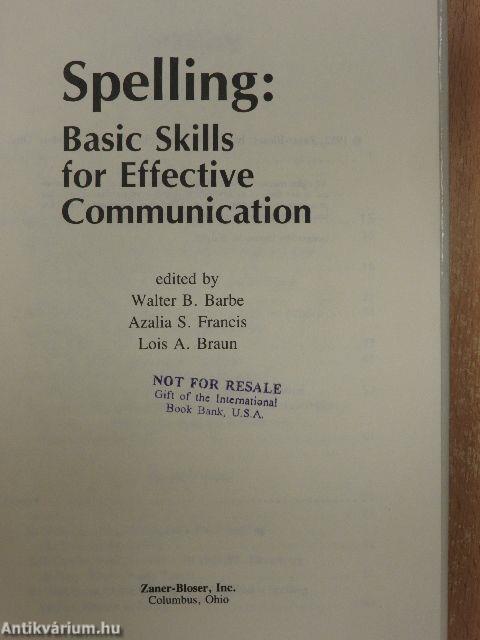 Spelling:
Basic Skills
for Effective
Communication
edited by
Walter B. Barbe
Azalia S. Francis
Lois A. Braun
NOT FOR RESALE
Gift of the International
Book Bank, U.S.A.
Zaner-Bloser, Inc.
Columbus, Ohio
Antikvárium.hu